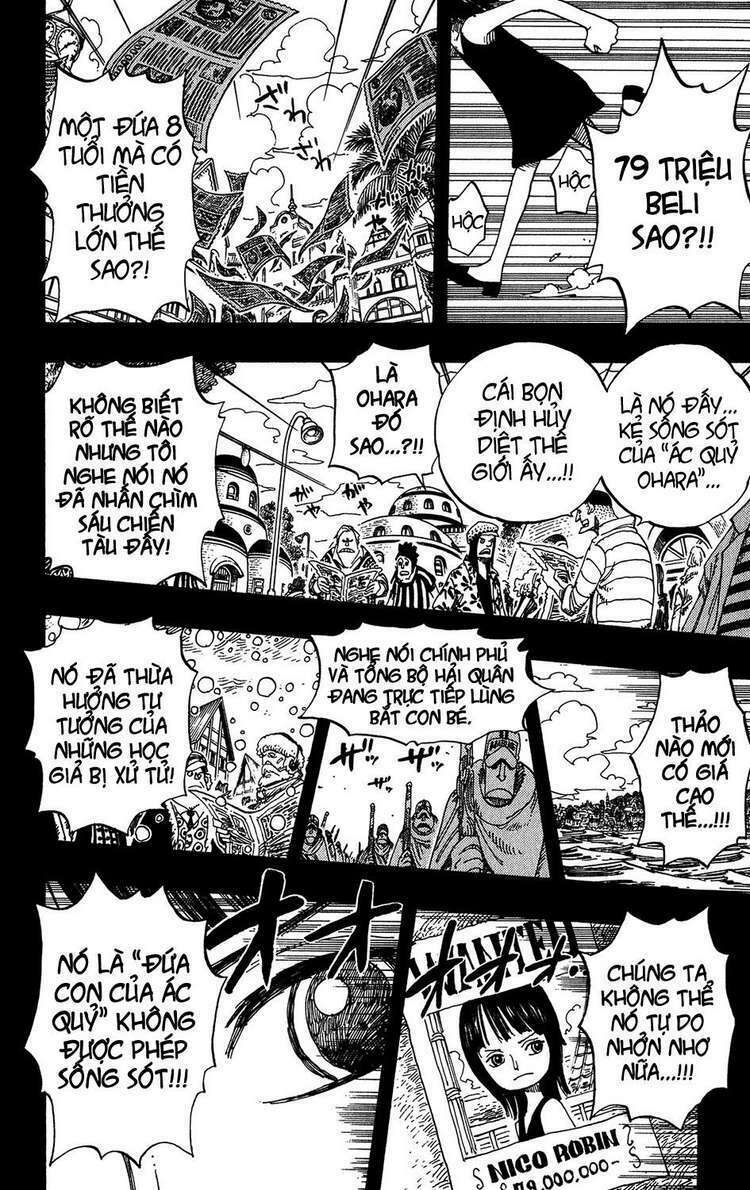 79 TRIỆU
BELI
SAO?!!
HỘC
HỘC
MỘT ĐỨA 8
TUỔI MÀ CÓ
TIỀN
THƯỞNG
LỚN THẾ
SAO?!
LÀ NÓ ĐẤY...
KẺ SỐNG SÓT
CỦA "ÁC QUỶ
OHARA"...
CÁI BỌN
ĐỊNH HỦY
DIỆT THẾ
GIỚI ẤY...!!
LÀ
OHARA
ĐÓ
SAO...?!!
KHÔNG BIẾT
RÕ THẾ NÀO
NHƯNG TÔI
NGHE NÓI NÓ
ĐÃ NHẤN CHÌM
SÁU CHIẾN
TÀU ĐẤY!
THẢO
NÀO MỚI
CÓ GIÁ
CAO
THẾ...!!!
NGHE NÓI CHÍNH PHỦ
VÀ TỔNG BỘ HẢI QUÂN
ĐANG TRỰC TIẾP LÙNG
BẮT CON BÉ.
NÓ ĐÃ THỪA
HƯỞNG TƯ
TƯỞNG CỦA
NHỮNG HỌC
GIẢ BỊ XỬ TỬ!
CHÚNG TA
KHÔNG THỂ
ĐỂ NÓ TỰ DO
NHỞN NHƠ
NỮA...!!!
WANTED
NICO ROBIN
79,000,000-
NÓ LÀ "ĐỨA
CON CỦA ÁC
QUỶ" KHÔNG
ĐƯỢC PHÉP
SỐNG SÓT!!!